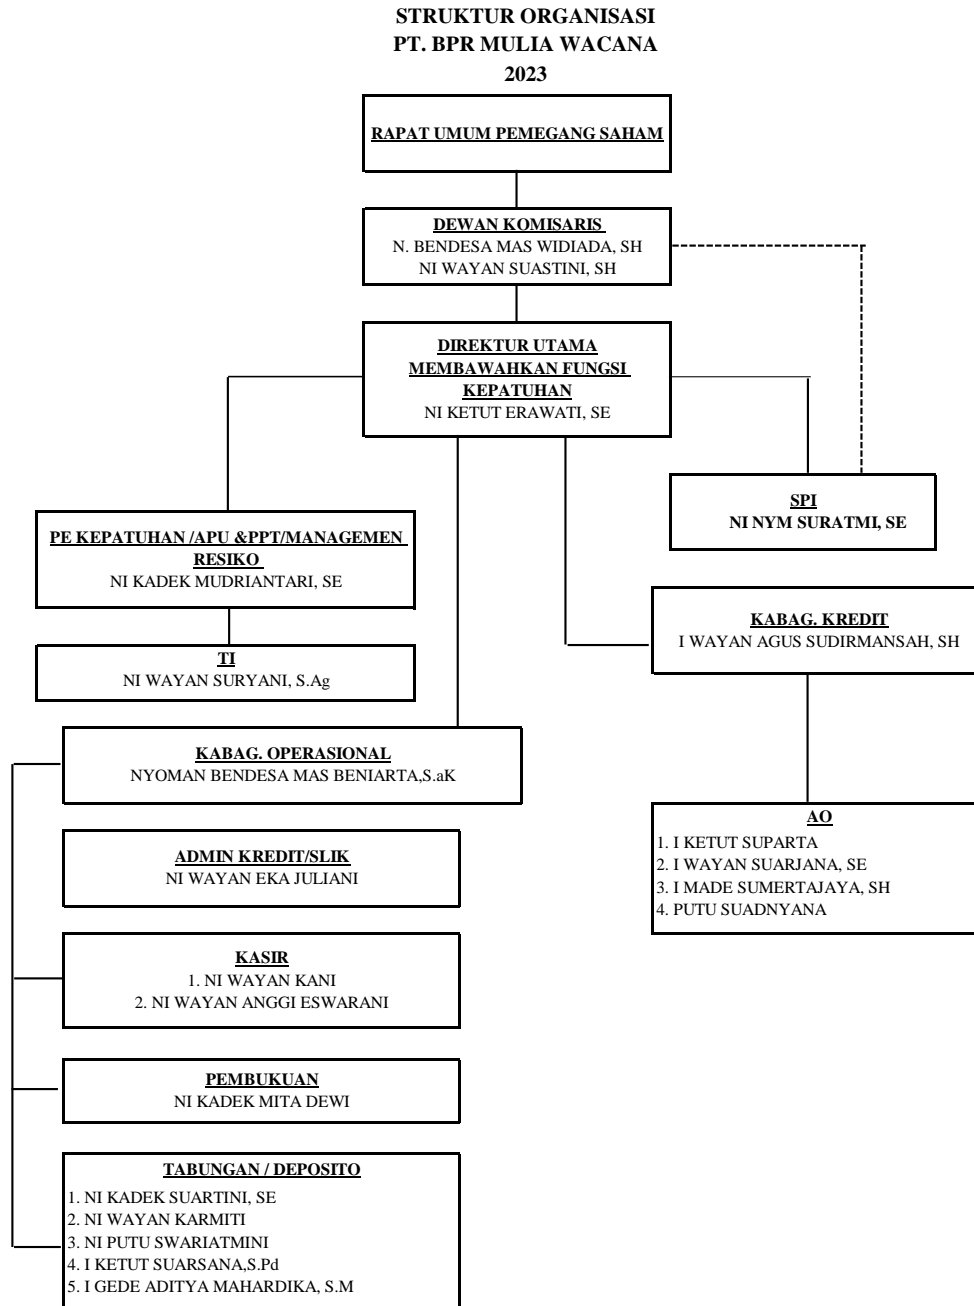 STRUKTUR ORGANISASI
PT. BPR MULIA WACANA
2023
RAPAT UMUM PEMEGANG SAHAM
DEWAN KOMISARIS
N. BENDESA MAS WIDIADA, SH
NI WAYAN SUASTINI, SH
DIREKTUR UTAMA
MEMBAWAHKAN FUNGSI
KEPATUHAN
NI KETUT ERAWATI, SE
SPI
NI NYM SURATMI, SE
PE KEPATUHAN /APU &PPT/MANAGEMEN
RESIKO
NI KADEK MUDRIANTARI, SE
KABAG. KREDIT
I WAYAN AGUS SUDIRMANSAH, SH
TI
NI WAYAN SURYANI, S.Ag
KABAG. OPERASIONAL
NYOMAN BENDESA MAS BENIARTA,S.aK
AO
1. I KETUT SUPARTA
2. I WAYAN SUARJANA, SE
3. I MADE SUMERTAJAYA, SH
4. PUTU SUADNYANA
ADMIN KREDIT/SLIK
NI WAYAN EKA JULIANI
KASIR
1. NI WAYAN KANI
2. NI WAYAN ANGGI ESWARANI
PEMBUKUAN
NI KADEK MITA DEWI
TABUNGAN / DEPOSITO
1. NI KADEK SUARTINI, SE
2. NI WAYAN KARMITI
3. NI PUTU SWARIATMINI
4. I KETUT SUARSANA,S.Pd
5. I GEDE ADITYA MAHARDIKA, S.M